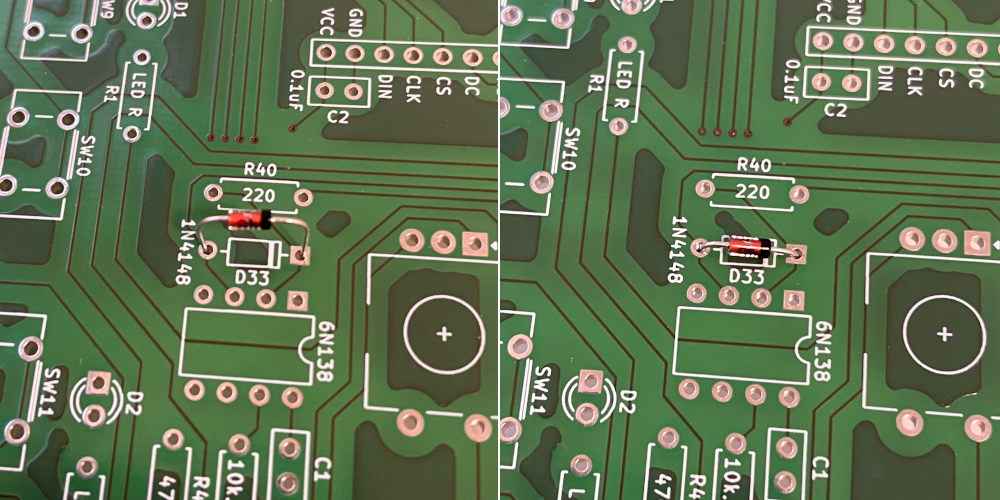 SW9
D1
VCC
GND
DIN
CLK
CS
DC
LED R
R1
0.1uF
C2
SW10
R40
220
1N4148
D33
6N138
SW11
D2
10k
C1
47
R4
D1
VCC
GND
DIN
CLK
CS
DC
LED R
R1
0.1uF
C2
SW10
R40
220
1N4148
D33
6N138
SW11
D2
10k
C1
47
R4